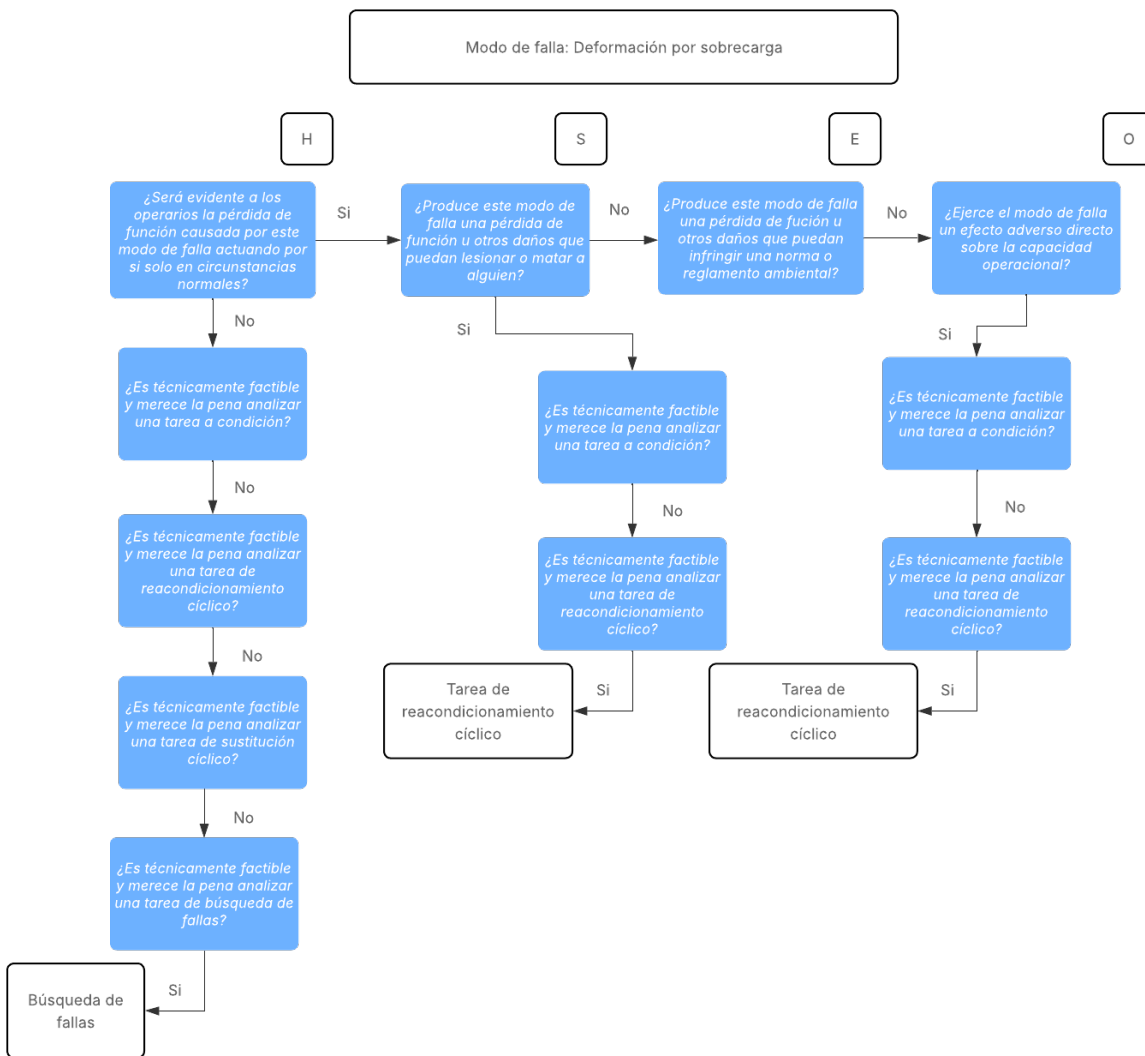 Modo de falla: Deformación por sobrecarga
H
S
E
O
¿Será evidente a los
operarios la pérdida de
función causada por este
modo de falla actuando por
si solo en circunstancias
normales?
Si
¿Produce este modo de
falla una pérdida de
función u otros daños que
puedan lesionar o matar a
alguien?
No
¿Produce este modo de falla
una pérdida de fución u
otros daños que puedan
infringir una norma o
reglamento ambiental?
No
¿Ejerce el modo de falla
un efecto adverso directo
sobre la capacidad
operacional?
No
Si
Si
¿Es técnicamente factible
y merece la pena analizar
una tarea a condición?
¿Es técnicamente factible
y merece la pena analizar
una tarea a condición?
¿Es técnicamente factible
y merece la pena analizar
una tarea a condición?
No
No
No
¿Es técnicamente factible
y merece la pena analizar
una tarea de
reacondicionamiento
cíclico?
¿Es técnicamente factible
y merece la pena analizar
una tarea de
reacondicionamiento
cíclico?
¿Es técnicamente factible
y merece la pena analizar
una tarea de
reacondicionamiento
cíclico?
No
Si
Tarea de
reacondicionamiento
cíclico
Si
Tarea de
reacondicionamiento
cíclico
¿Es técnicamente factible
y merece la pena analizar
una tarea de sustitución
cíclico?
No
¿Es técnicamente factible
y merece la pena analizar
una tarea de búsqueda de
fallas?
Si
Búsqueda de
fallas